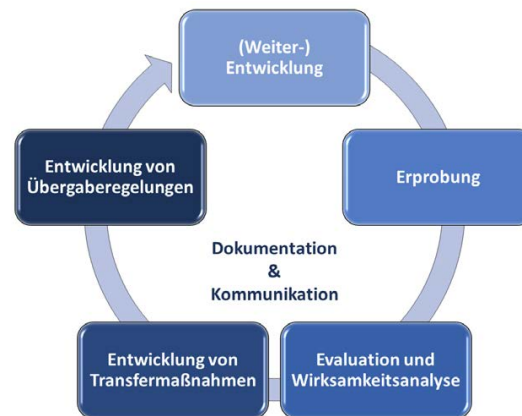 (Weiter-)
Entwicklung
Erprobung
Evaluation und
Wirksamkeitsanalyse
Entwicklung von
Transfermaßnahmen
Entwicklung von
Übergaberegelungen
Dokumentation
&
Kommunikation